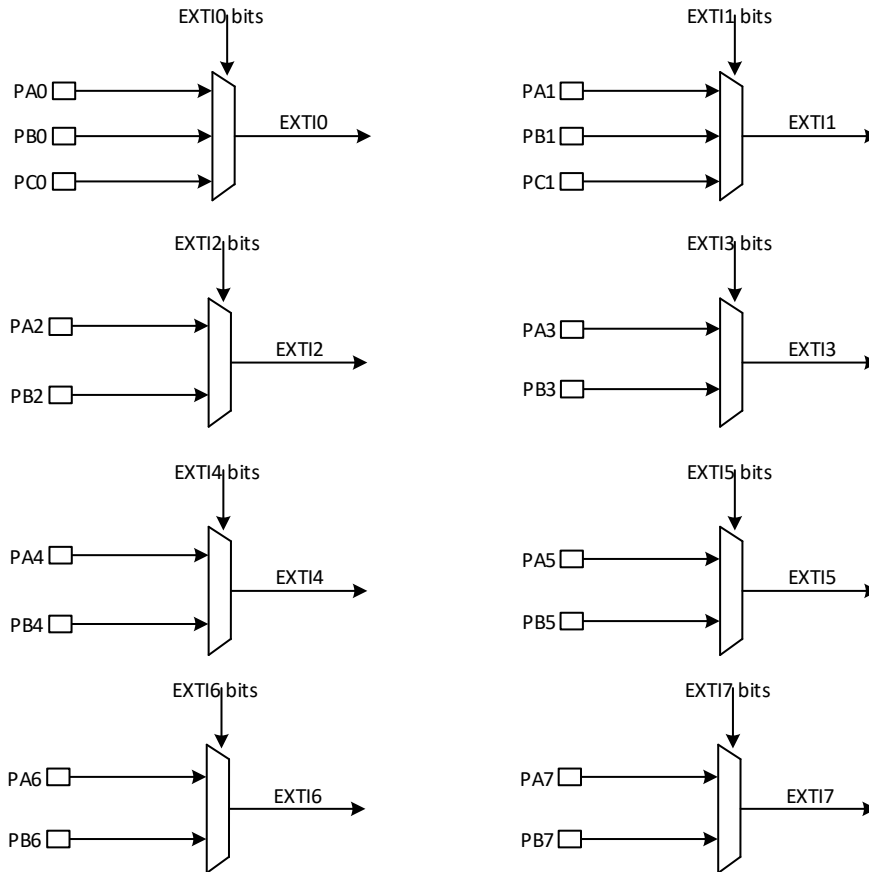 EXTI0 bits
PA0
PB0
EXTI0
PC0
EXTI1 bits
PA1
PB1
EXTI1
PC1
EXTI2 bits
PA2
EXTI2
PB2
EXTI3 bits
PA3
EXTI3
PB3
EXTI4 bits
PA4
EXTI4
PB4
EXTI5 bits
PA5
EXTI5
PB5
EXTI6 bits
PA6
EXTI6
PB6
EXTI7 bits
PA7
EXTI7
PB7